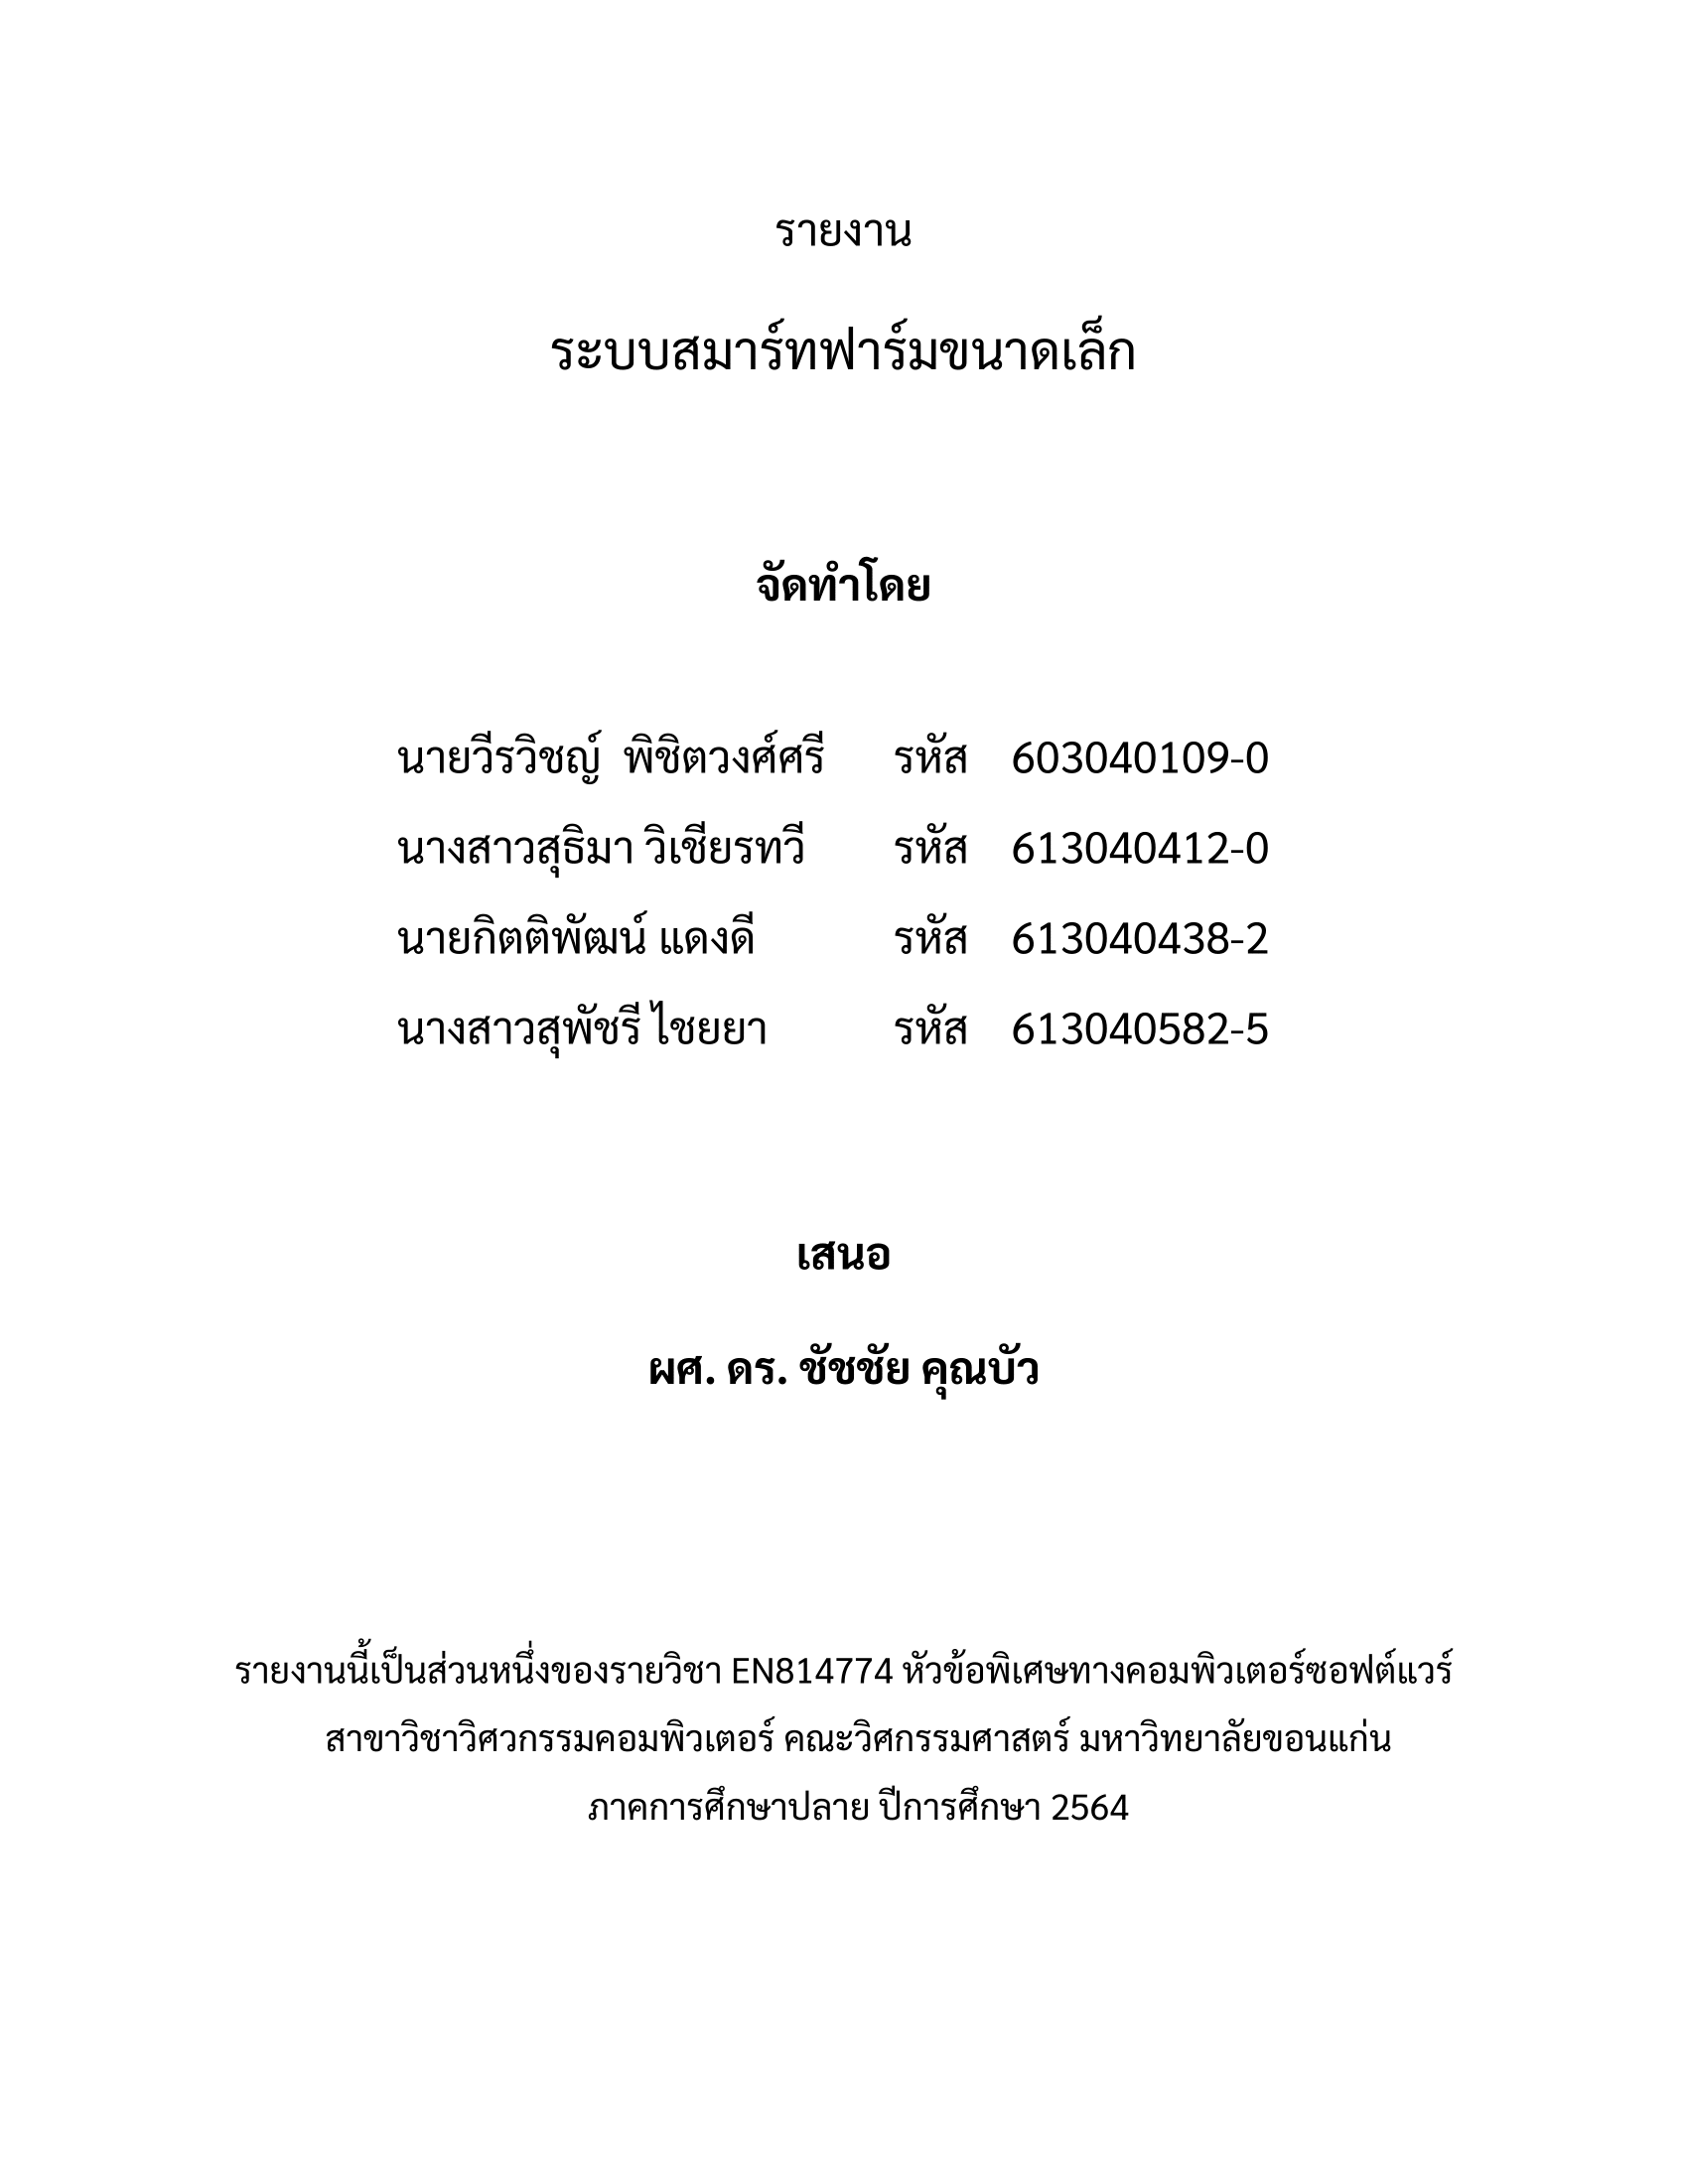 รายงาน
ระบบสมาร์ทฟาร์มขนาดเล็ก
จัดทำโดย
นายวีรวิชญ์ พิชิตวงศ์ศรี รหัส 603040109-0
นางสาวสุธิมา วิเชียรทวี รหัส 613040412-0
นายกิตติพัฒน์ แดงดี รหัส 613040438-2
นางสาวสุพัชรี ไชยยา รหัส 613040582-5
เสนอ
ผศ. ดร. ชัชชัย คุณบัว
รายงานนี้เป็นส่วนหนึ่งของรายวิชา EN814774 หัวข้อพิเศษทางคอมพิวเตอร์ซอฟต์แวร์
สาขาวิชาวิศวกรรมคอมพิวเตอร์ คณะวิศกรรมศาสตร์ มหาวิทยาลัยขอนแก่น
ภาคการศึกษาปลาย ปีการศึกษา 2564